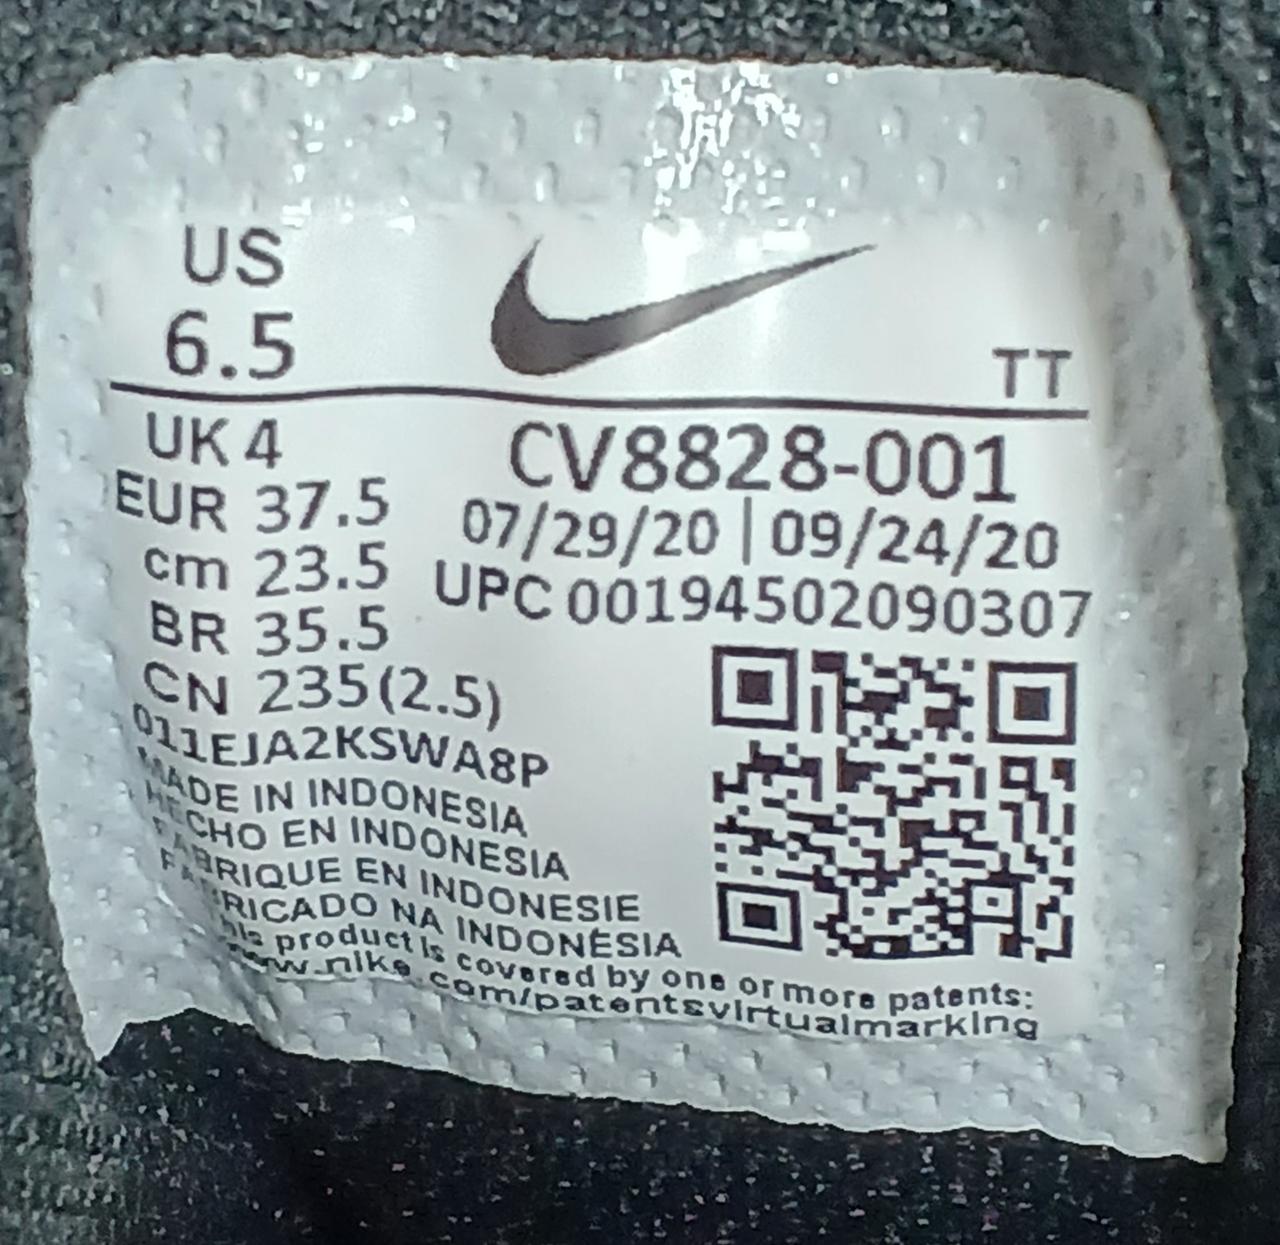 US
6.5
TT
UK 4
EUR 37.5
cm 23.5
BR 35.5
CN 235(2.5)
CV8828-001
07/29/20 | 09/24/20
UPC 00194502090307
011EJA2KSWA8P
MADE IN INDONESIA
HECHO EN INDONESIA
FABRIQUE EN INDONESIE
FABRICADO NA INDONÉSIA
This product is covered by one or more patents:
www.nike.com/patentsvirtualmarking